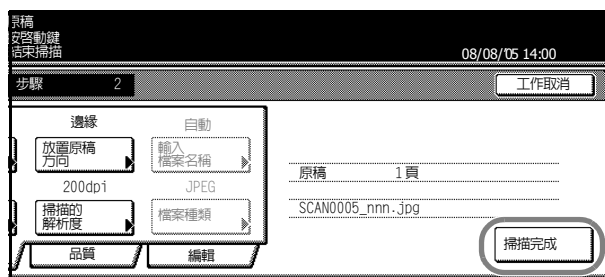 原稿
按啓動鍵
結束掃描
08/08/'05 14:00
步驟 2
工作取消
邊緣
自動
放置原稿
方向
輸入
檔案名稱
原稿 1頁
200dpi
JPEG
SCAN0005_nnn.jpg
掃描的
解析度
檔案種類
掃描完成
品質
編輯